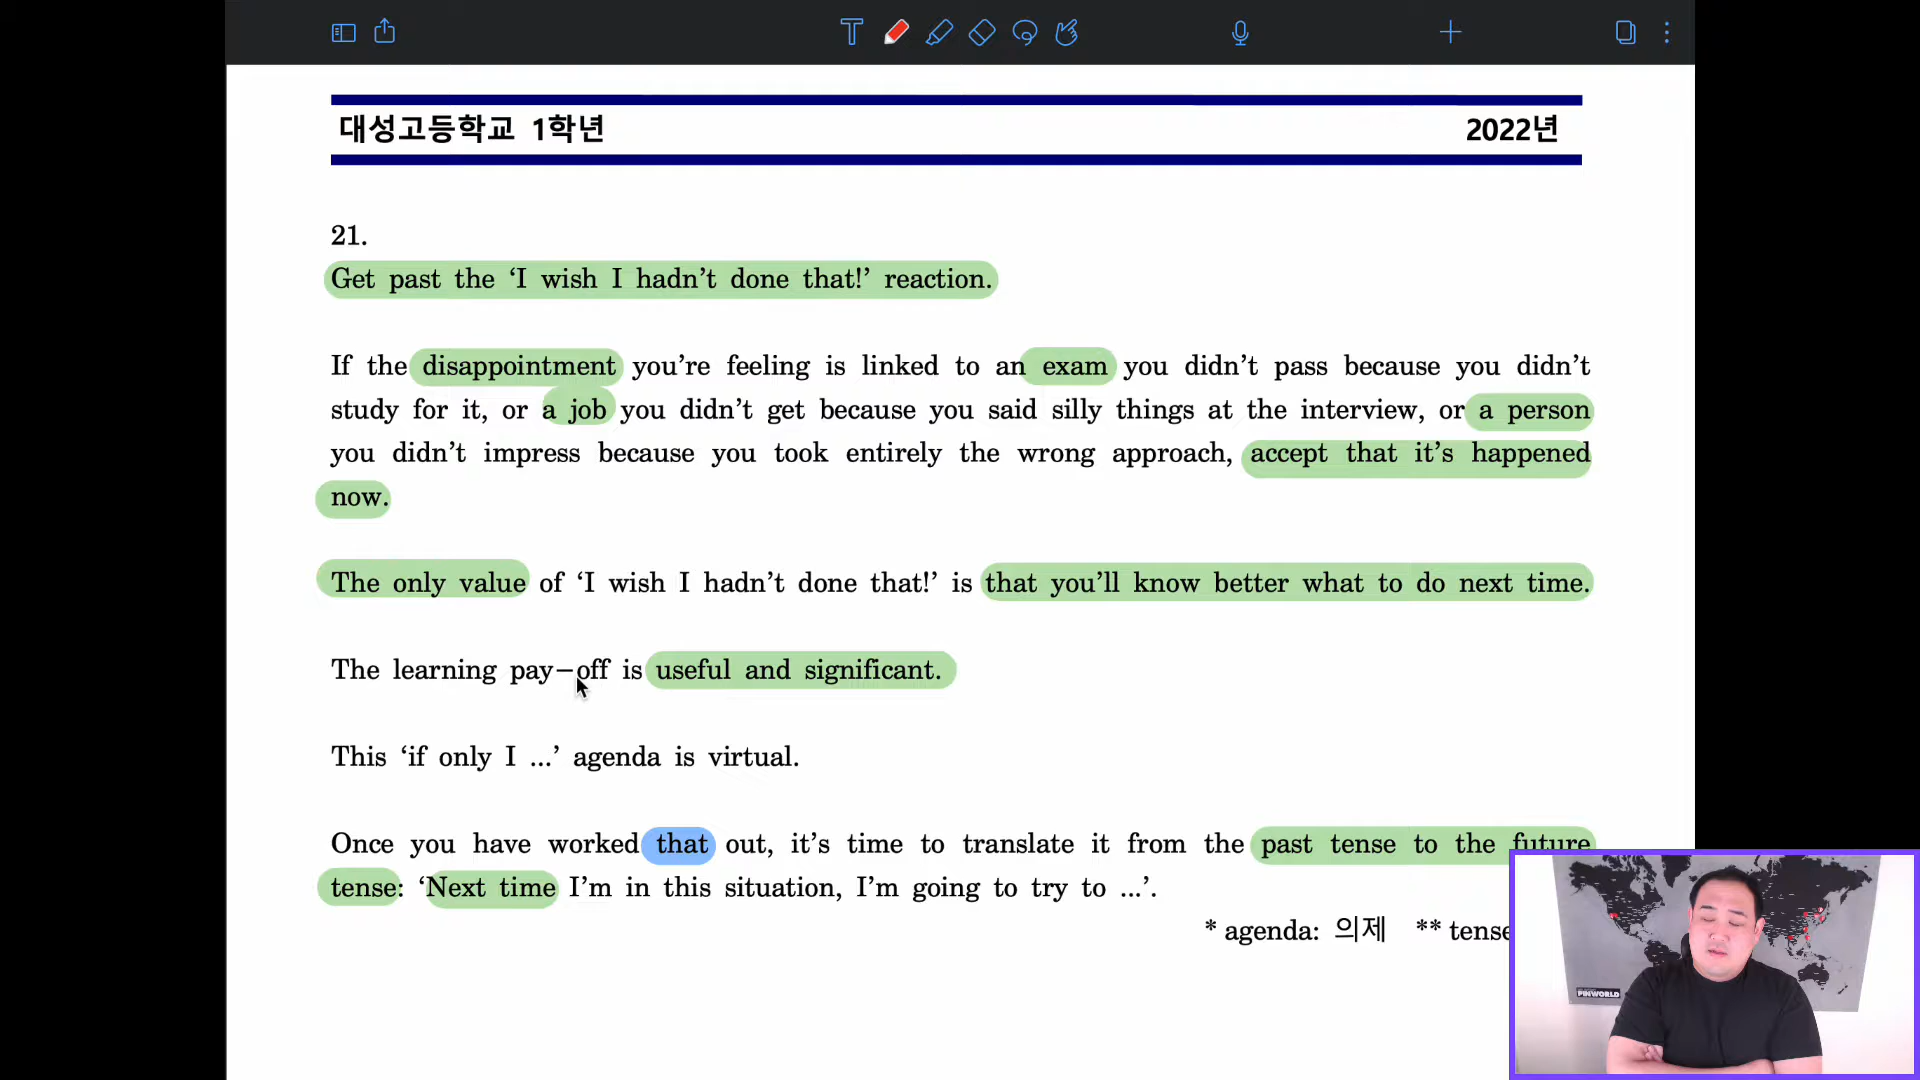 대성고등학교 1학년
2022년
21.
Get past the ‘I wish I hadn’t done that!’ reaction.
If the disappointment you’re feeling is linked to an exam you didn’t pass because you didn’t
study for it, or a job you didn’t get because you said silly things at the interview, or a person
you didn’t impress because you took entirely the wrong approach, accept that it’s happened
now.
The only value of ‘I wish I hadn’t done that!’ is that you’ll know better what to do next time.
The learning pay-off is useful and significant.
This ‘if only I ...’ agenda is virtual.
Once you have worked that out, it’s time to translate it from the past tense to the future
tense: ‘Next time I’m in this situation, I’m going to try to ...’.
* agenda: 의제 ** tense
PINWORLD